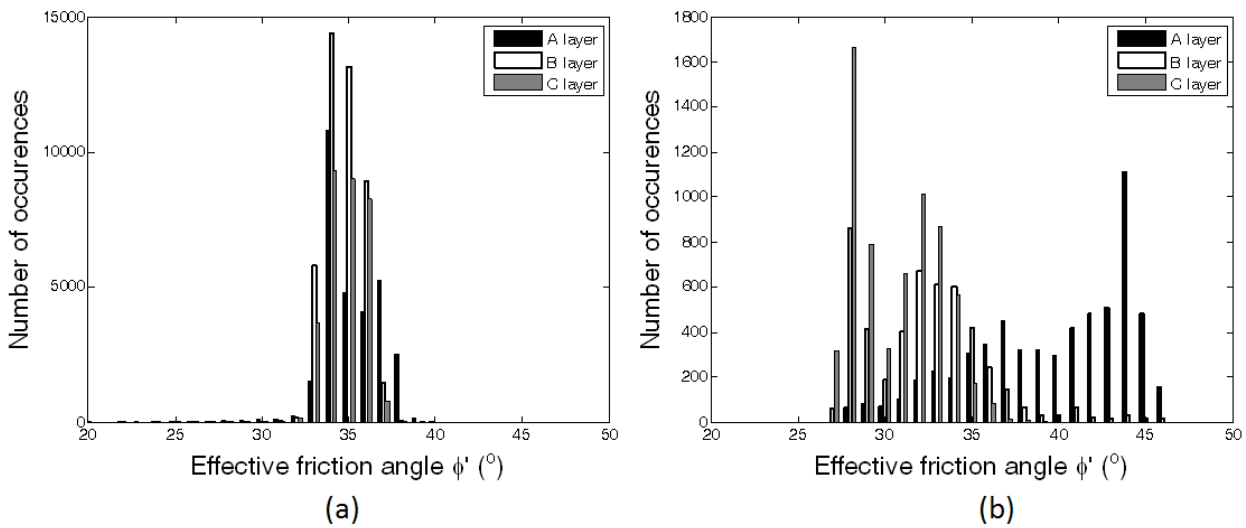 15000
10000
5000
0
20
25
30
35
40
45
50
Number of occurences
Effective friction angle ϕ' (°)
A layer
B layer
C layer
(a)
1800
1600
1400
1200
1000
800
600
400
200
0
20
25
30
35
40
45
50
Number of occurences
Effective friction angle ϕ' (°)
A layer
B layer
C layer
(b)